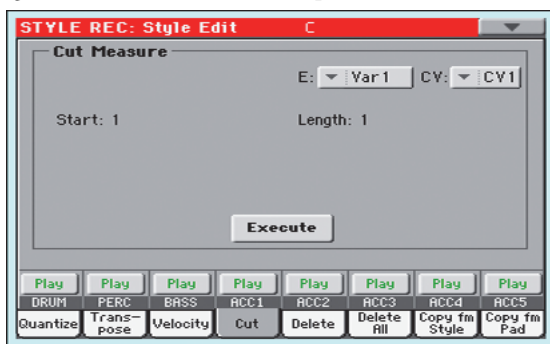 STYLE REC: Style Edit C
Cut Measure
E: Var1 CV: CV1
Start: 1 Length: 1
Execute
Play Play Play Play Play Play Play Play
DRUM PERC BASS ACC1 ACC2 ACC3 ACC4 ACC5
Quantize Trans- Velocity Cut Delete Delete Copy fm Copy fm
pose All Style Pad